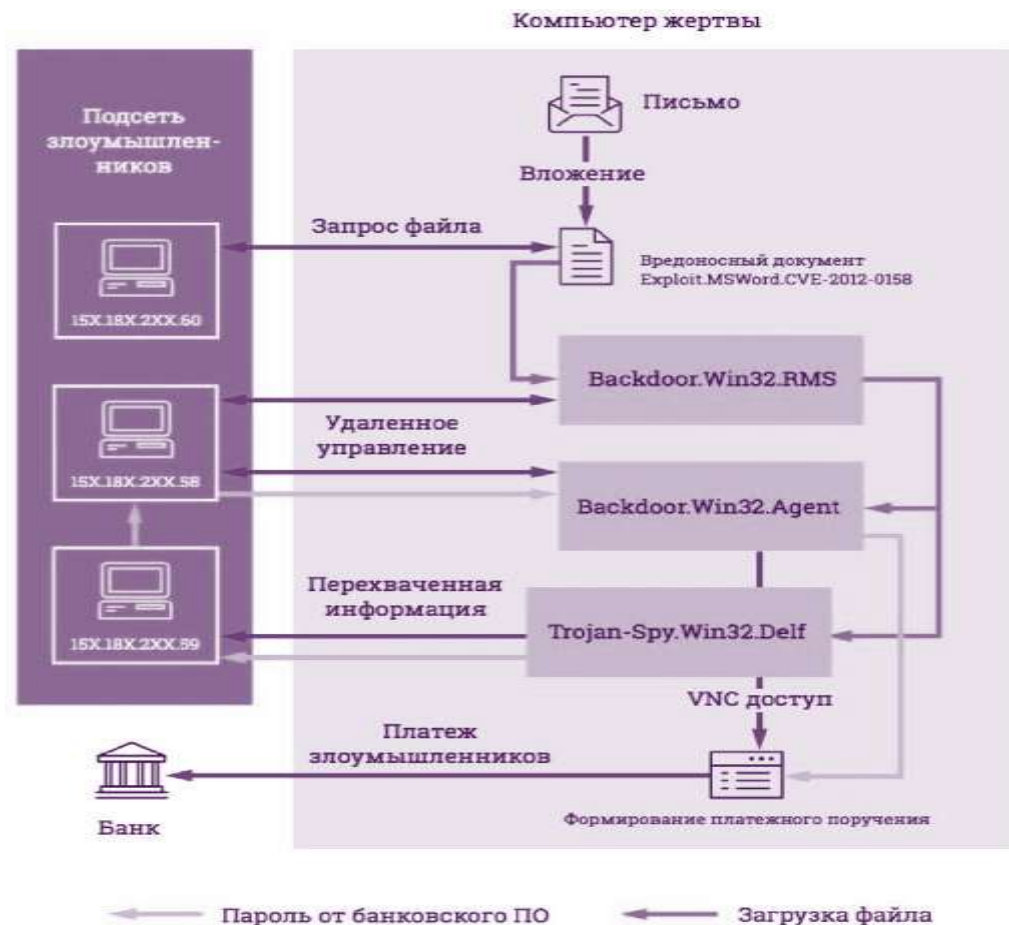 Компьютер жертвы
Подсеть
злоумышлен-
ников
Письмо
Вложение
Запрос файла
Вредоносный документ
Exploit.MSWord.CVE-2012-0158
15X.18X.2XX.60
Backdoor.Win32.RMS
Удаленное
управление
15X.18X.2XX.58
Backdoor.Win32.Agent
Перехваченная
информация
15X.18X.2XX.59
Trojan-Spy.Win32.Delf
VNC доступ
Платеж
злоумышленников
Банк
Формирование платежного поручения
Пароль от банковского ПО
Загрузка файла